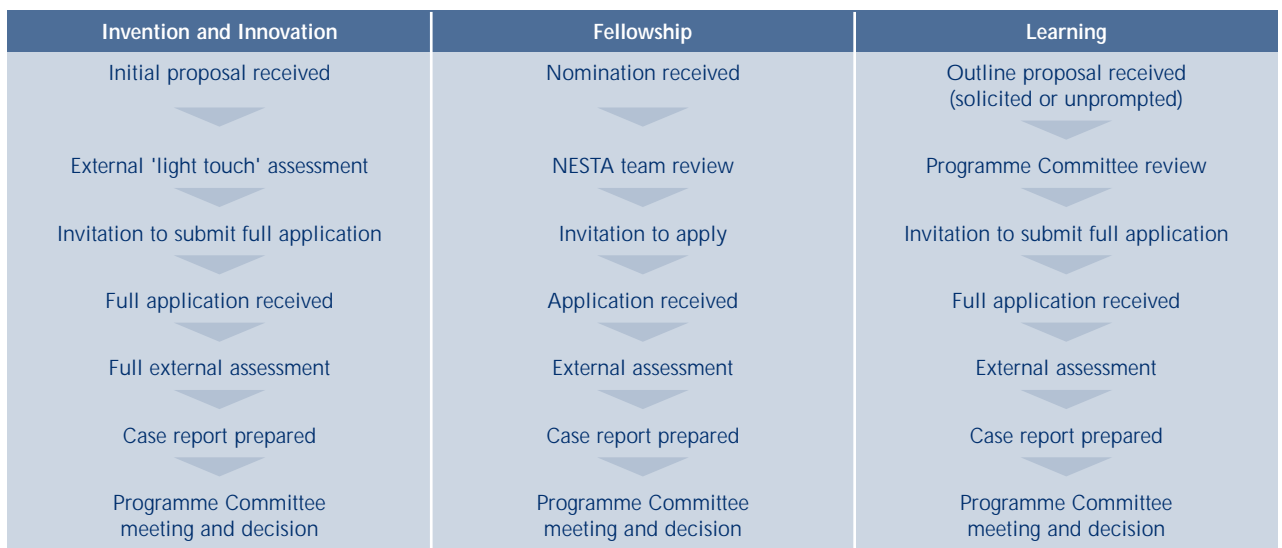 Invention and Innovation
Initial proposal received
External 'light touch' assessment
Invitation to submit full application
Full application received
Full external assessment
Case report prepared
Programme Committee
meeting and decision
Fellowship
Nomination received
NESTA team review
Invitation to apply
Application received
External assessment
Case report prepared
Programme Committee
meeting and decision
Learning
Outline proposal received
(solicited or unprompted)
Programme Committee review
Invitation to submit full application
Full application received
External assessment
Case report prepared
Programme Committee
meeting and decision